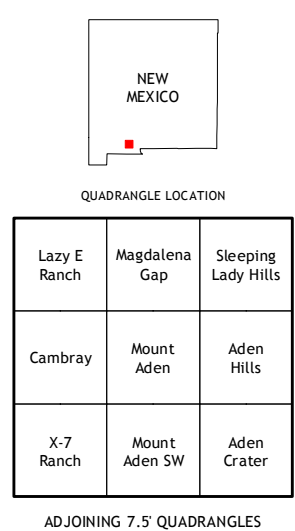 NEW
MEXICO
QUADRANGLE LOCATION
Lazy E
Ranch
Magdalena
Gap
Sleeping
Lady Hills
Cambray
Mount
Aden
Aden
Hills
X-7
Ranch
Mount
Aden SW
Aden
Crater
ADJOINING 7.5' QUADRANGLES